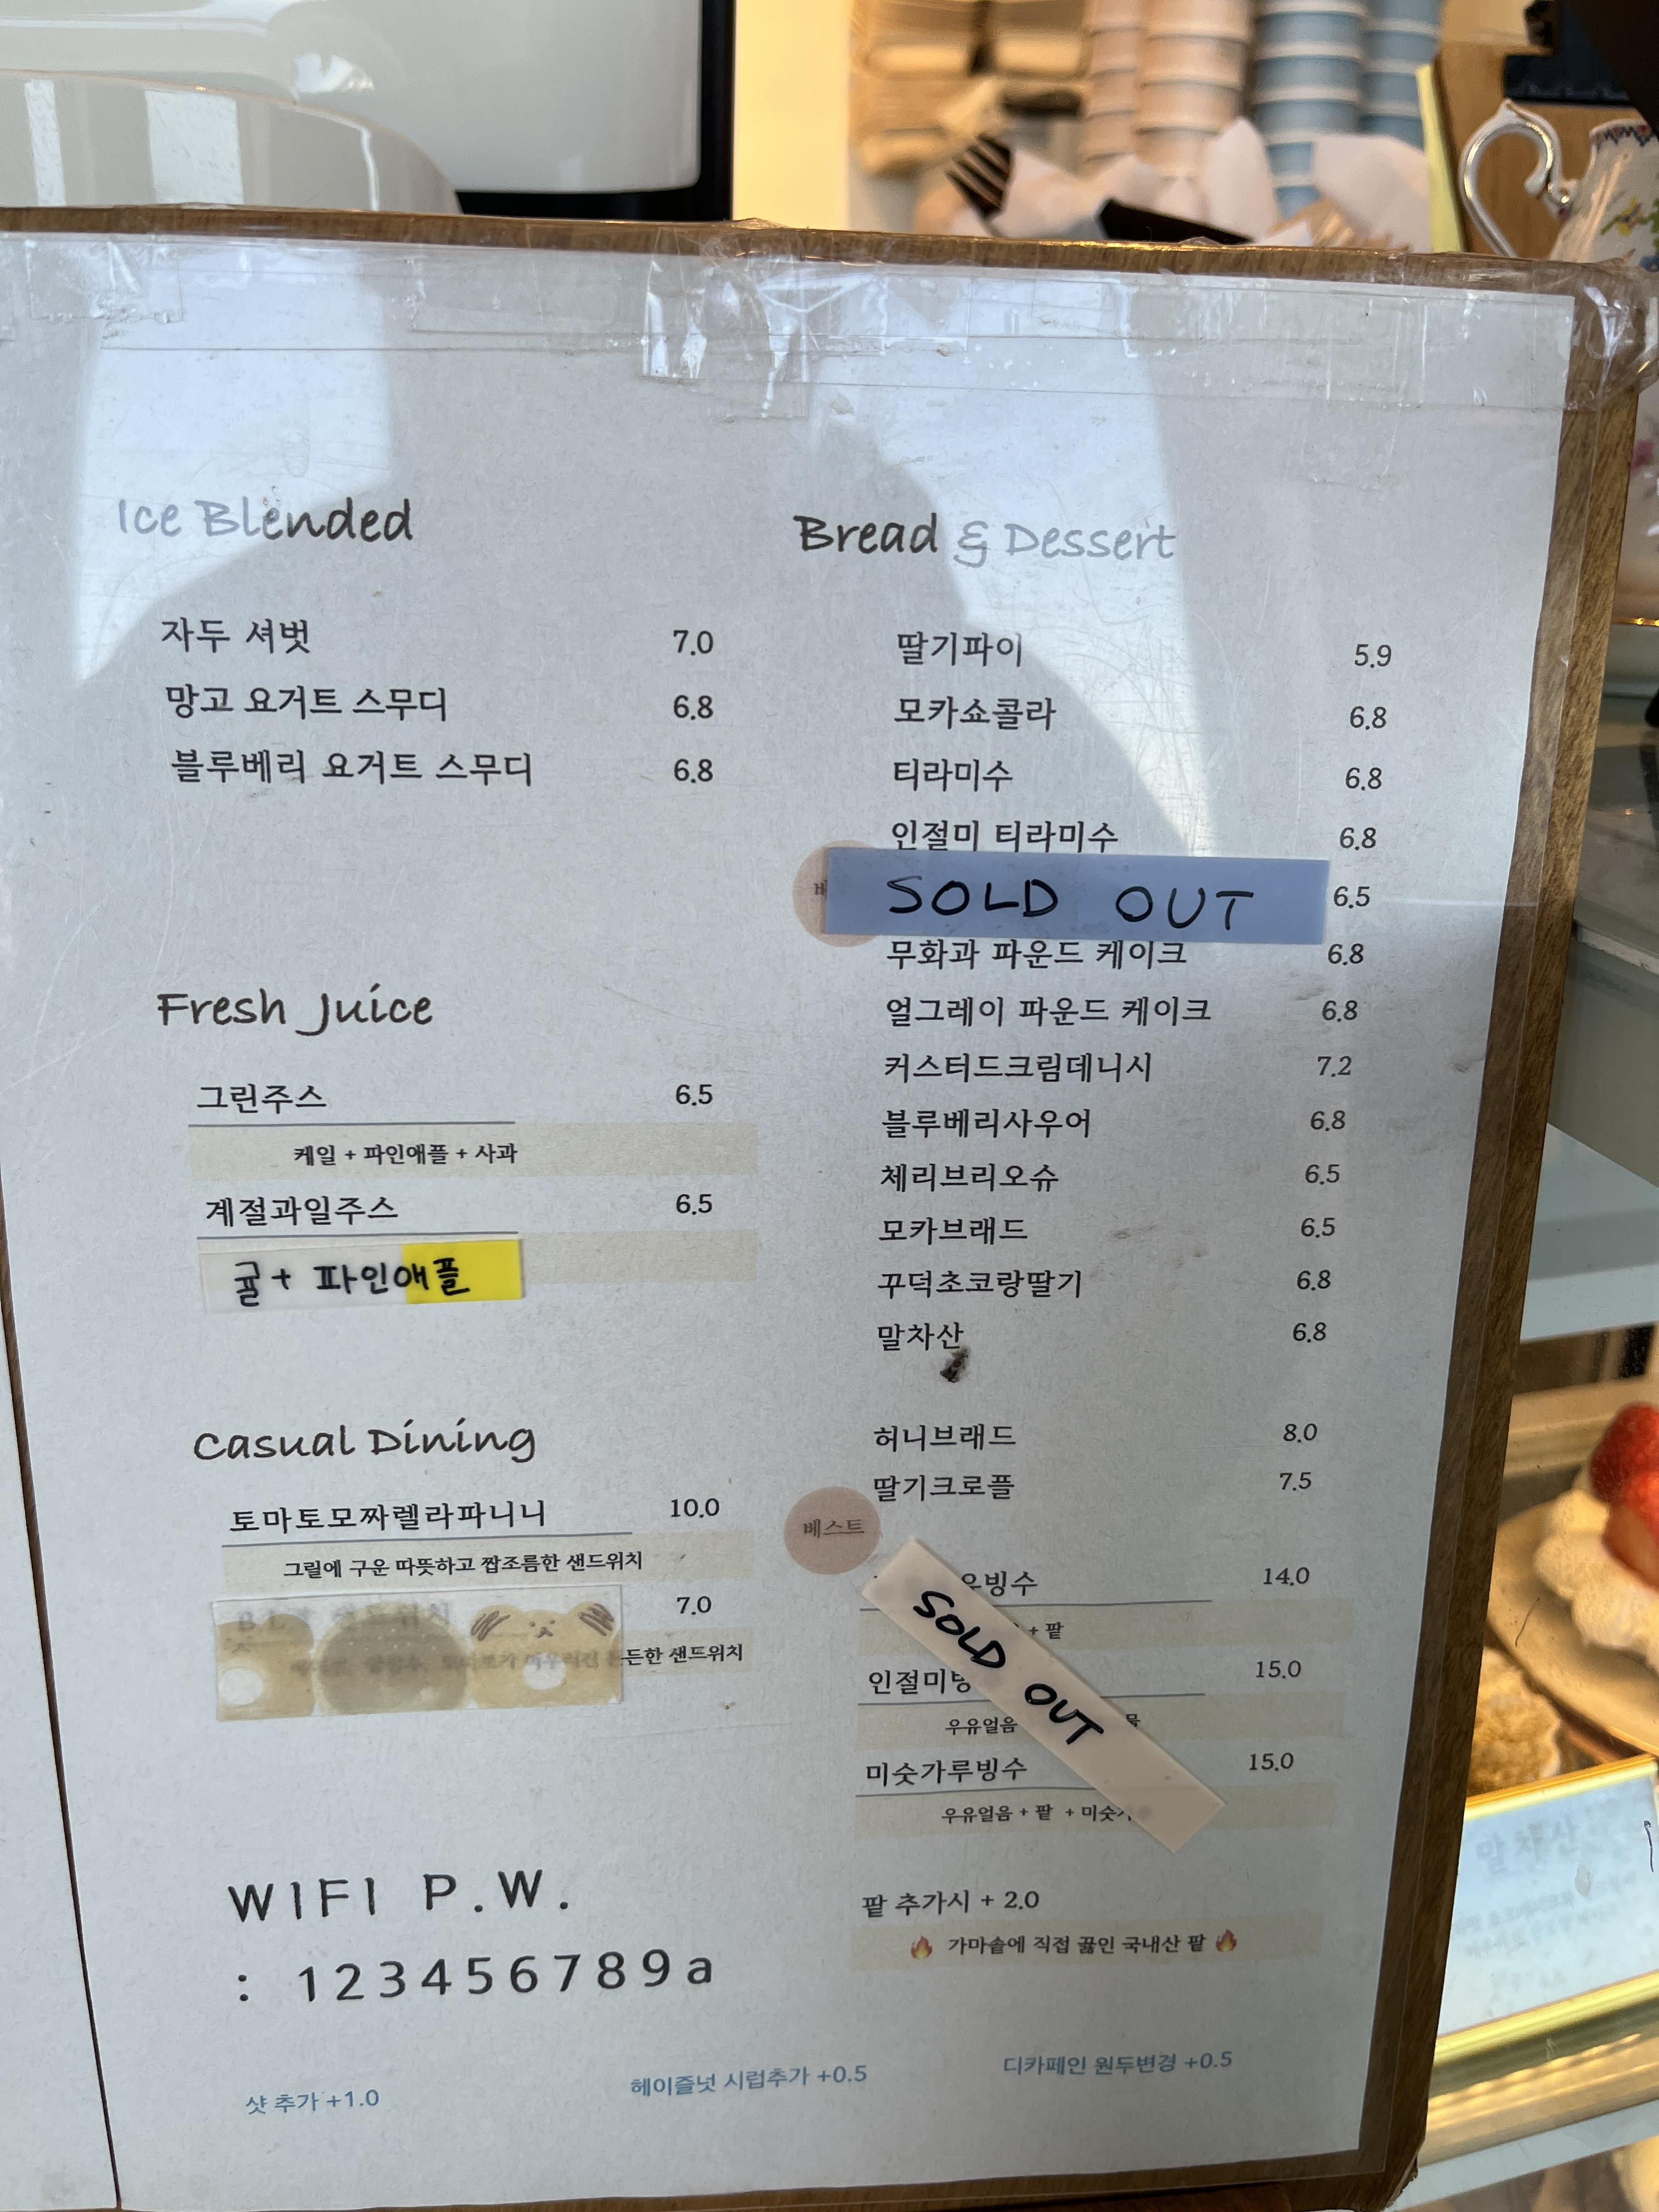 Ice Blended
자두 셔벗 7.0
망고 요거트 스무디 6.8
블루베리 요거트 스무디 6.8
Fresh Juice
그린주스 6.5
케일 + 파인애플 + 사과
계절과일주스 6.5
귤 + 파인애플
Casual Dining
토마토모짜렐라파니니 10.0
그릴에 구운 따뜻하고 짭조름한 샌드위치
7.0
든한 샌드위치
WIFI P.W.
: 123456789a
Bread & Dessert
딸기파이 5.9
모카쇼콜라 6.8
티라미수 6.8
인절미 티라미수 6.8
SOLD OUT 6.5
무화과 파운드 케이크 6.8
얼그레이 파운드 케이크 6.8
커스터드크림데니시 7.2
블루베리사우어 6.8
체리브리오슈 6.5
모카브래드 6.5
꾸덕초코랑딸기 6.8
말차산 6.8
허니브래드 8.0
딸기크로플 7.5
베스트
빙수 14.0
+ 팥
SOLD OUT
인절미 15.0
우유얼음
미숫가루빙수 15.0
우유얼음 + 팥 + 미숫
팥 추가시 + 2.0
🔥 가마솥에 직접 끓인 국내산 팥 🔥
샷 추가 +1.0
헤이즐넛 시럽추가 +0.5
디카페인 원두변경 +0.5
말차산